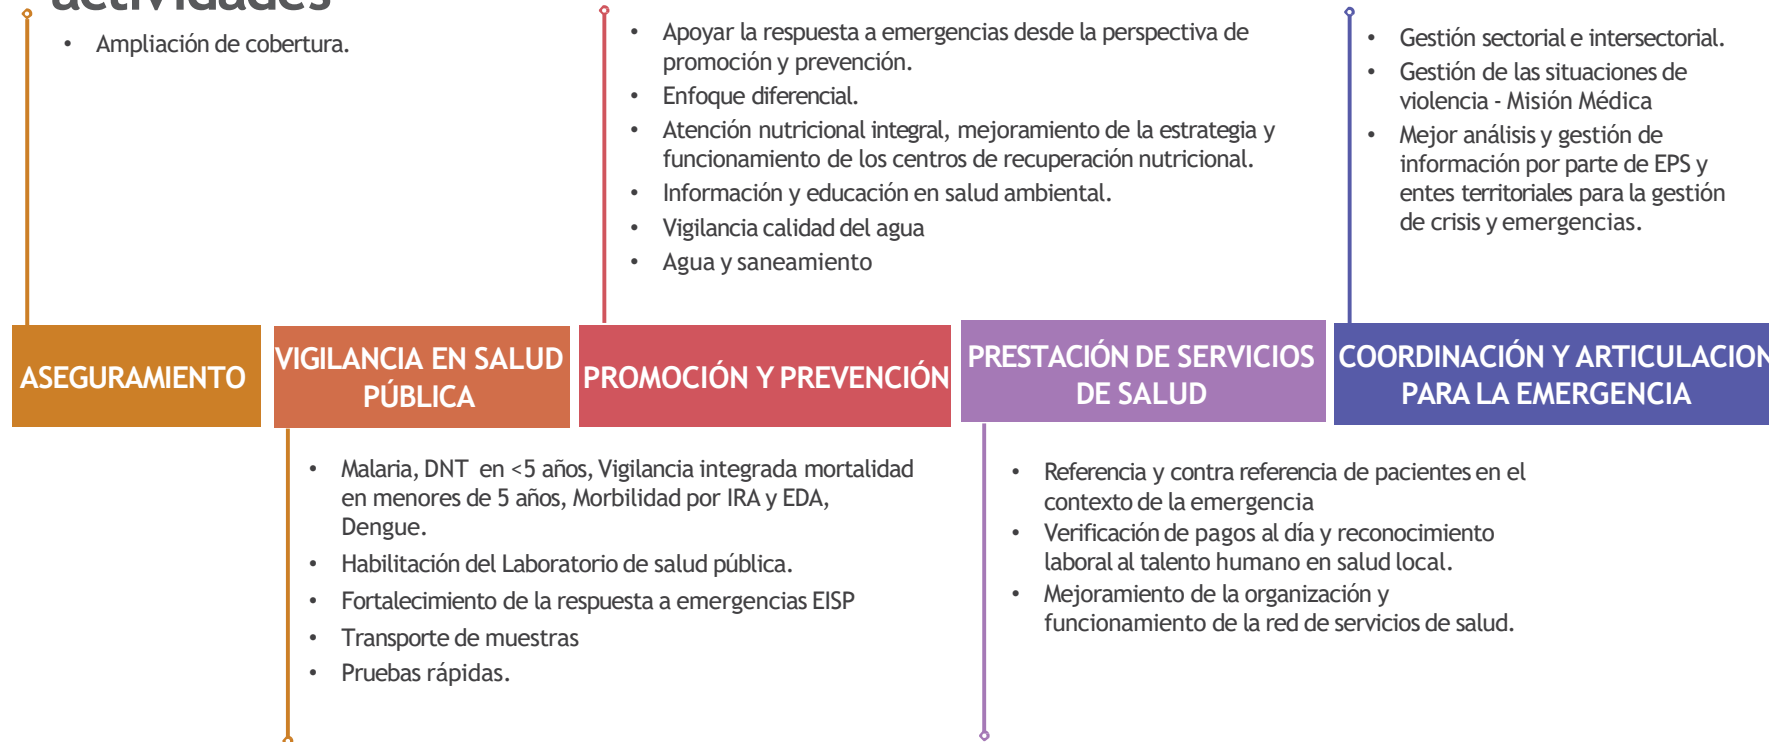 actividades
• Ampliación de cobertura.
• Apoyar la respuesta a emergencias desde la perspectiva de
promoción y prevención.
• Enfoque diferencial.
• Atención nutricional integral, mejoramiento de la estrategia y
funcionamiento de los centros de recuperación nutricional.
• Información y educación en salud ambiental.
• Vigilancia calidad del agua
• Agua y saneamiento
• Gestión sectorial e intersectorial.
• Gestión de las situaciones de
violencia - Misión Médica
• Mejor análisis y gestión de
información por parte de EPS y
entes territoriales para la gestión
de crisis y emergencias.
ASEGURAMIENTO
VIGILANCIA EN SALUD
PÚBLICA
PROMOCIÓN Y PREVENCIÓN
PRESTACIÓN DE SERVICIOS
DE SALUD
COORDINACIÓN Y ARTICULACION
PARA LA EMERGENCIA
• Malaria, DNT en <5 años, Vigilancia integrada mortalidad
en menores de 5 años, Morbilidad por IRA y EDA,
Dengue.
• Habilitación del Laboratorio de salud pública.
• Fortalecimiento de la respuesta a emergencias EISP
• Transporte de muestras
• Pruebas rápidas.
• Referencia y contra referencia de pacientes en el
contexto de la emergencia
• Verificación de pagos al día y reconocimiento
laboral al talento humano en salud local.
• Mejoramiento de la organización y
funcionamiento de la red de servicios de salud.